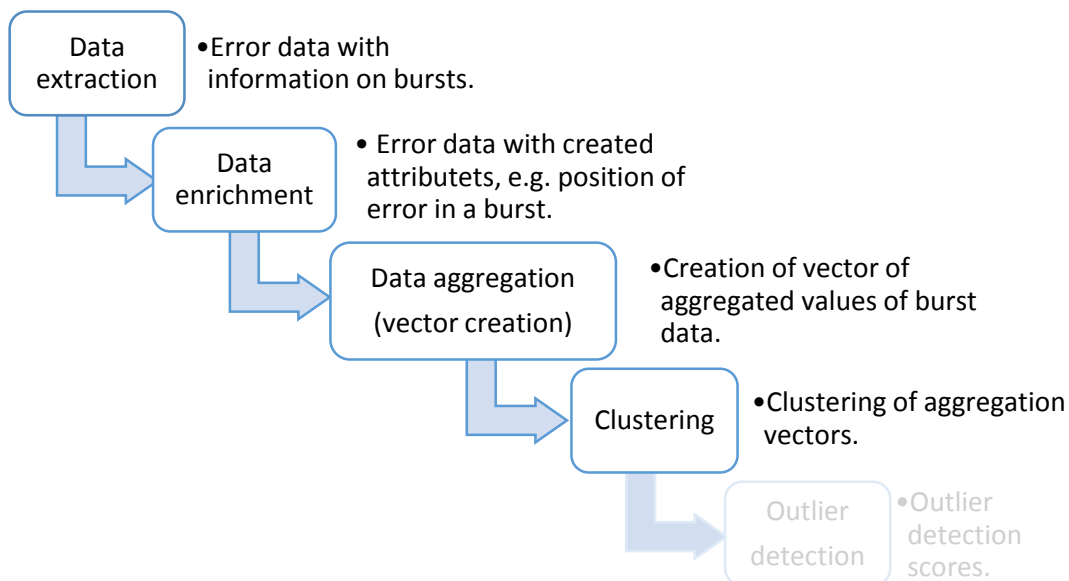 Data
extraction
•Error data with
information on bursts.
Data
enrichment
• Error data with created
attributets, e.g. position of
error in a burst.
Data aggregation
(vector creation)
•Creation of vector of
aggregated values of burst
data.
Clustering
•Clustering of aggregation
vectors.
Outlier
detection
•Outlier
detection
scores.